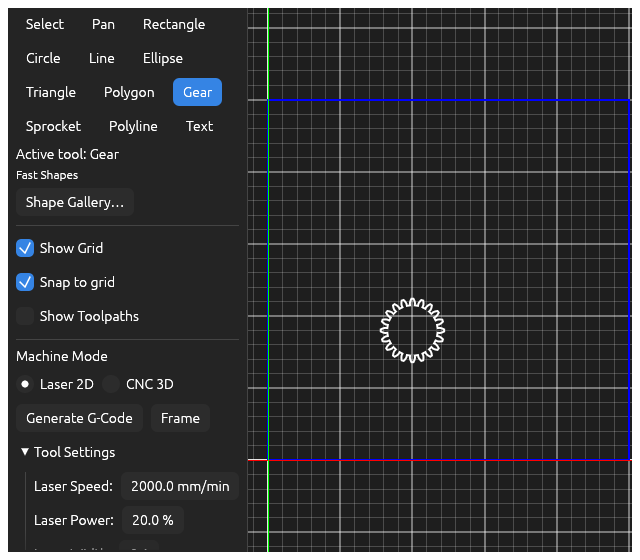 Select Pan Rectangle
Circle Line Ellipse
Triangle Polygon Gear
Sprocket Polyline Text
Active tool: Gear
Fast Shapes
Shape Gallery...
Show Grid
Snap to grid
Show Toolpaths
Machine Mode
Laser 2D CNC 3D
Generate G-Code Frame
Tool Settings
Laser Speed: 2000.0 mm/min
Laser Power: 20.0 %